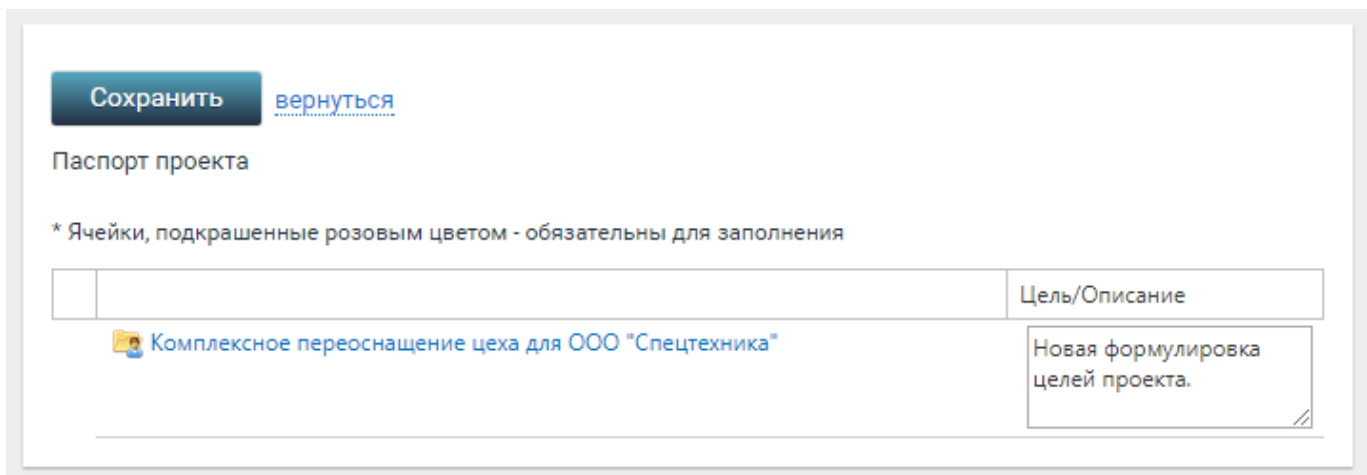 Сохранить вернуться
Паспорт проекта
* Ячейки, подкрашенные розовым цветом - обязательны для заполнения
Цель/Описание
Комплексное переоснащение цеха для ООО "Спецтехника"
Новая формулировка
целей проекта.